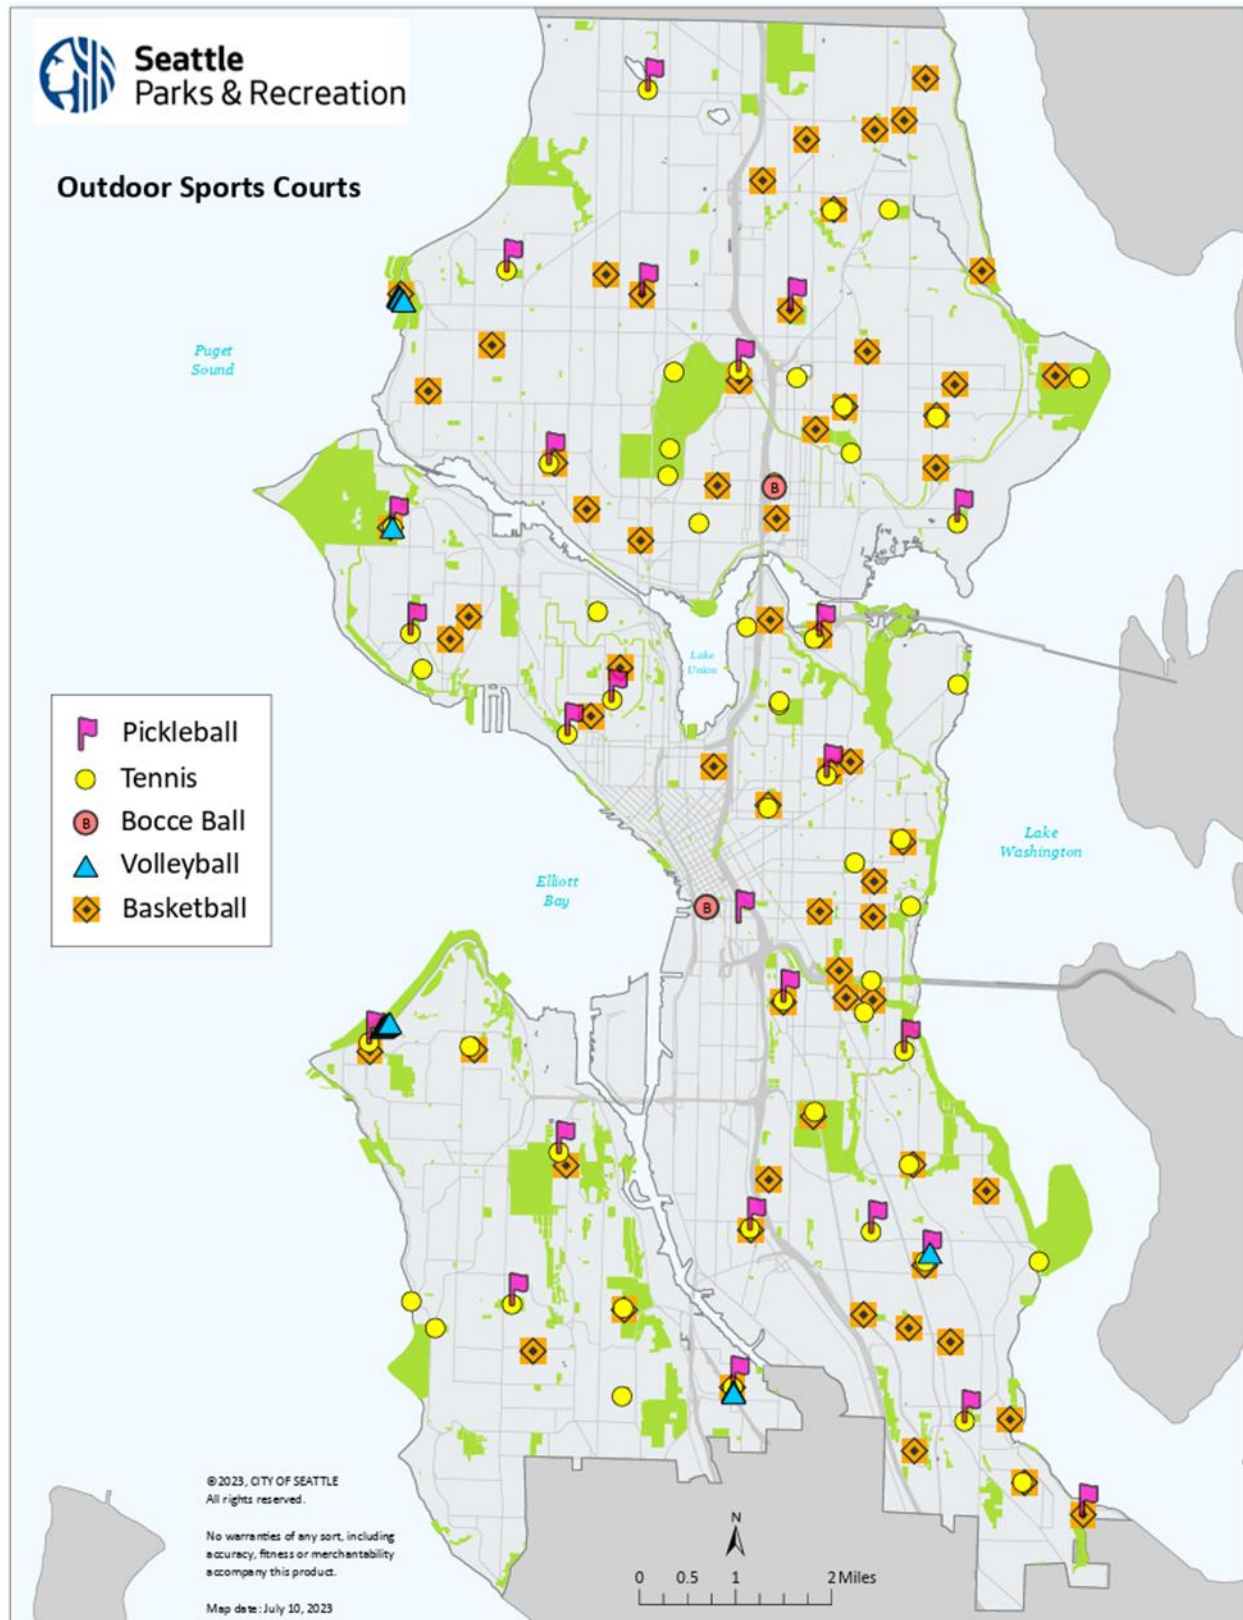 Seattle
Parks & Recreation
Outdoor Sports Courts
Puget
Sound
Lake
Union
Pickleball
Tennis
Bocce Ball
Volleyball
Basketball
B
B
B
Elliott
Bay
Lake
Washington
©2023, CITY OF SEATTLE
All rights reserved.
No warranties of any sort, including
accuracy, fitness or merchantability
accompany this product.
Map date: July 10, 2023
N
0 0.5 1 2 Miles